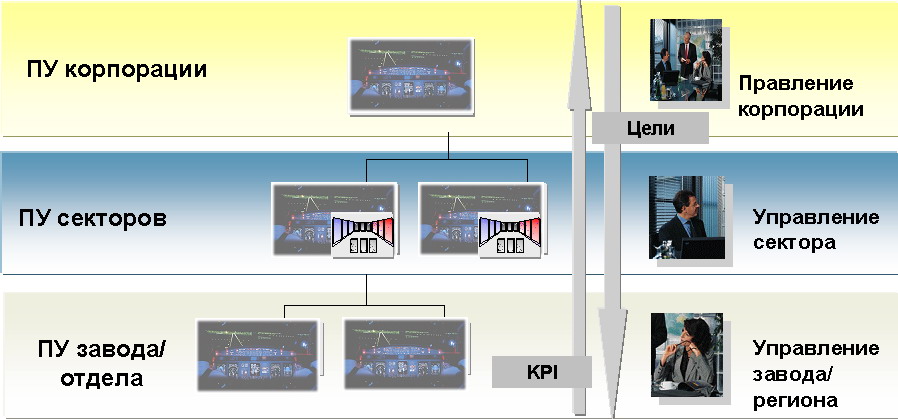 ПУ корпорации
Правление
корпорации
Цели
ПУ секторов
Управление
сектора
ПУ завода/
отдела
KPI
Управление
завода/
региона